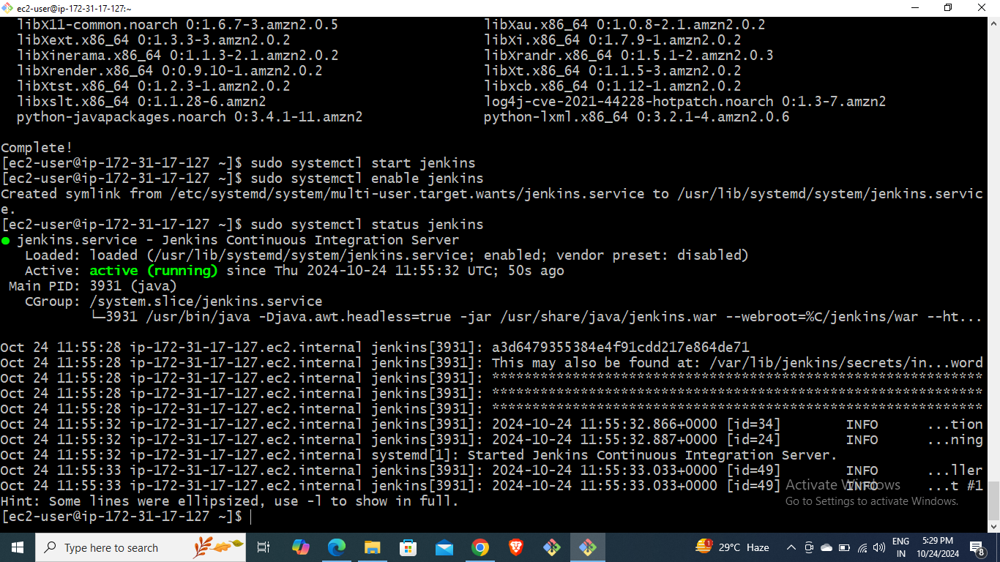 ec2-user@ip-172-31-17-127:~
libX11-common.noarch 0:1.6.7-3.amzn2.0.5 libXau.x86_64 0:1.0.8-2.1.amzn2.0.2
libXext.x86_64 0:1.3.3-3.amzn2.0.2 libXi.x86_64 0:1.7.9-1.amzn2.0.2
libXinerama.x86_64 0:1.1.3-2.1.amzn2.0.2 libXrandr.x86_64 0:1.5.1-2.amzn2.0.3
libXrender.x86_64 0:0.9.10-1.amzn2.0.2 libXt.x86_64 0:1.1.5-3.amzn2.0.2
libXtst.x86_64 0:1.2.3-1.amzn2.0.2 libxcb.x86_64 0:1.12-1.amzn2.0.2
libxslt.x86_64 0:1.1.28-6.amzn2 log4j-cve-2021-44228-hotpatch.noarch 0:1.3-7.amzn2
python-javapackages.noarch 0:3.4.1-11.amzn2 python-lxml.x86_64 0:3.2.1-4.amzn2.0.6
Complete!
[ec2-user@ip-172-31-17-127 ~]$ sudo systemctl start jenkins
[ec2-user@ip-172-31-17-127 ~]$ sudo systemctl enable jenkins
Created symlink from /etc/systemd/system/multi-user.target.wants/jenkins.service to /usr/lib/systemd/system/jenkins.servic
e.
[ec2-user@ip-172-31-17-127 ~]$ sudo systemctl status jenkins
● jenkins.service - Jenkins Continuous Integration Server
Loaded: loaded (/usr/lib/systemd/system/jenkins.service; enabled; vendor preset: disabled)
Active: active (running) since Thu 2024-10-24 11:55:32 UTC; 50s ago
Main PID: 3931 (java)
CGroup: /system.slice/jenkins.service
└─3931 /usr/bin/java -Djava.awt.headless=true -jar /usr/share/java/jenkins.war --webroot=%C/jenkins/war --ht...
Oct 24 11:55:28 ip-172-31-17-127.ec2.internal jenkins[3931]: a3d6479355384e4f91cdd217e864de71
Oct 24 11:55:28 ip-172-31-17-127.ec2.internal jenkins[3931]: This may also be found at: /var/lib/jenkins/secrets/in...word
Oct 24 11:55:28 ip-172-31-17-127.ec2.internal jenkins[3931]: *************************************************************
Oct 24 11:55:28 ip-172-31-17-127.ec2.internal jenkins[3931]: *************************************************************
Oct 24 11:55:28 ip-172-31-17-127.ec2.internal jenkins[3931]: *************************************************************
Oct 24 11:55:32 ip-172-31-17-127.ec2.internal jenkins[3931]: 2024-10-24 11:55:32.866+0000 [id=34] INFO ...tion
Oct 24 11:55:32 ip-172-31-17-127.ec2.internal jenkins[3931]: 2024-10-24 11:55:32.887+0000 [id=24] INFO ...ning
Oct 24 11:55:32 ip-172-31-17-127.ec2.internal systemd[1]: Started Jenkins Continuous Integration Server.
Oct 24 11:55:33 ip-172-31-17-127.ec2.internal jenkins[3931]: 2024-10-24 11:55:33.033+0000 [id=49] INFO ...ller
Oct 24 11:55:33 ip-172-31-17-127.ec2.internal jenkins[3931]: 2024-10-24 11:55:33.033+0000 [id=49] INFO ...t #1
Hint: Some lines were ellipsized, use -l to show in full.
[ec2-user@ip-172-31-17-127 ~]$
Activate Windows
Go to Settings to activate Windows.
Type here to search
1
29°C Haze
ENG
IN
5:29 PM
10/24/2024
8